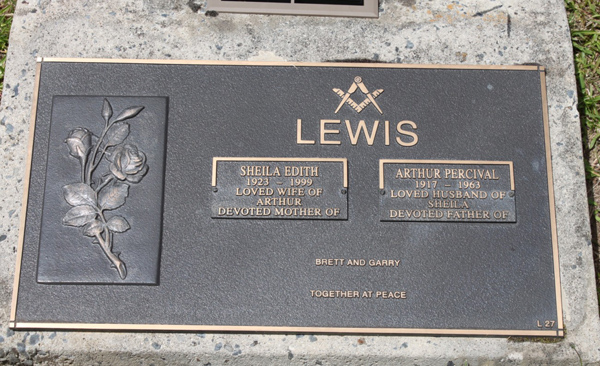 LEWIS
SHEILA EDITH
1923 - 1999
LOVED WIFE OF
ARTHUR
DEVOTED MOTHER OF
ARTHUR PERCIVAL
1917 - 1963
LOVED HUSBAND OF
SHEILA
DEVOTED FATHER OF
BRETT AND GARRY
TOGETHER AT PEACE
L 27